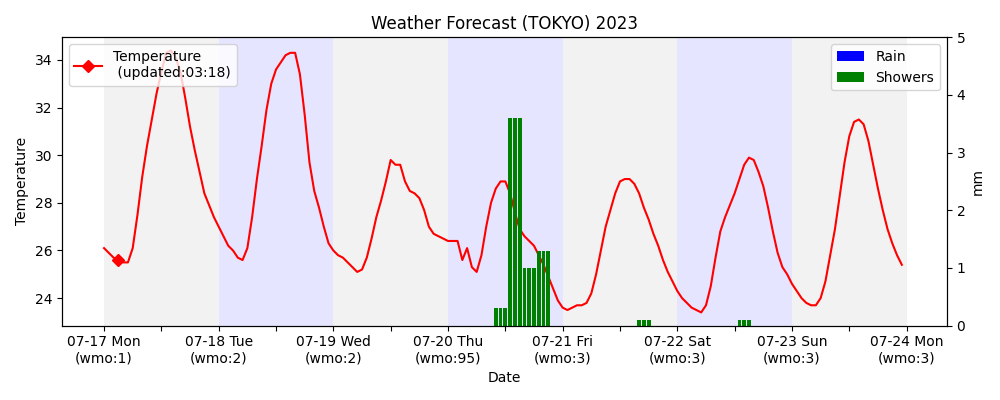 Weather Forecast (TOKYO) 2023
Temperature
(updated:03:18)
Rain
Showers
34
32
30
28
26
24
Temperature
5
4
3
2
1
0
mm
07-17 Mon
(wmo:1)
07-18 Tue
(wmo:2)
07-19 Wed
(wmo:2)
07-20 Thu
(wmo:95)
07-21 Fri
(wmo:3)
07-22 Sat
(wmo:3)
07-23 Sun
(wmo:3)
07-24 Mon
(wmo:3)
Date